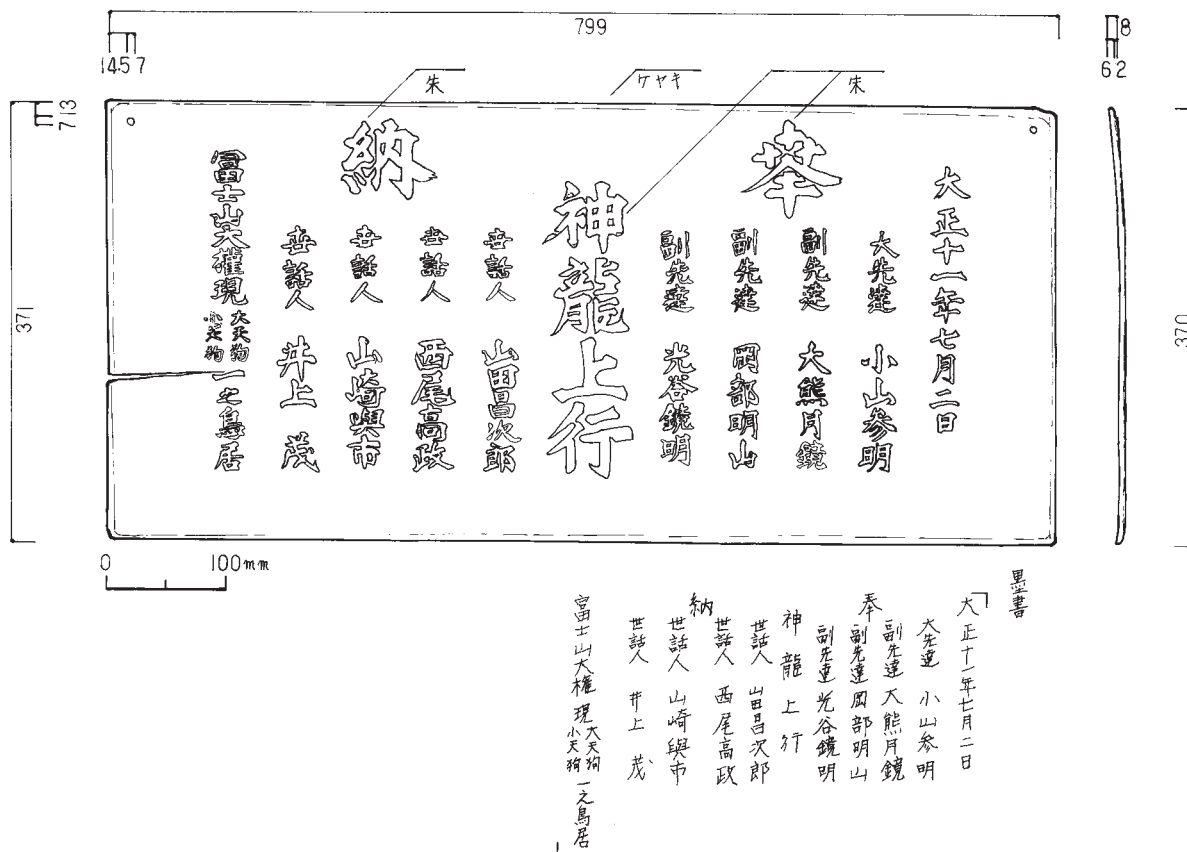 799
14 5 7
8
6 2
7 13
371
370
朱
ケヤキ
朱
大正十一年七月二日
奉
大先達 小山参明
副先達 大熊月鏡
副先達 岡部明山
副先達 光谷鏡明
神龍上行
納
世話人 山田昌次郎
世話人 西尾高政
世話人 山崎與市
世話人 井上茂
冨士山大権現 大天狗 小天狗 一之鳥居
0 100mm
墨書
「大正十一年七月二日
大先達 小山参明
奉
副先達 大熊月鏡
副先達 岡部明山
副先達 光谷鏡明
神龍上行
世話人 山田昌次郎
納
世話人 西尾高政
世話人 山崎與市
世話人 井上茂
富士山大権現 大天狗 小天狗 一之鳥居」